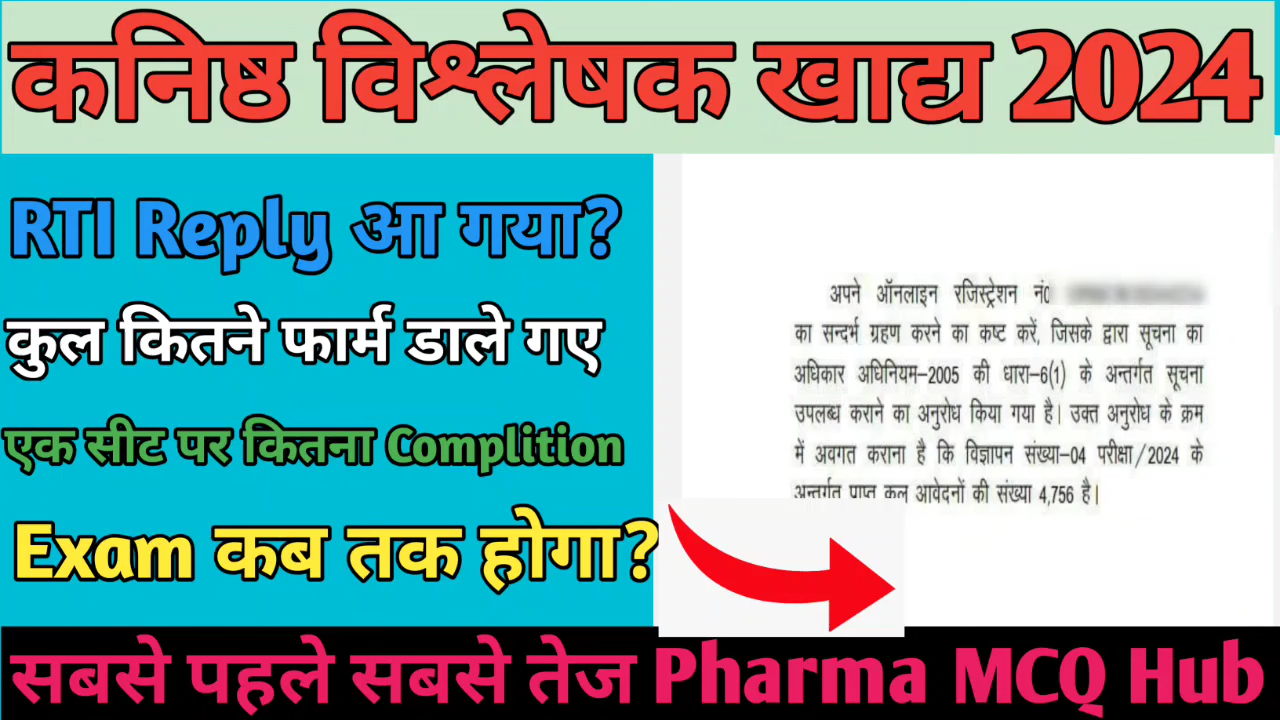 कनिष्ठ विश्लेषक खाद्य 2024
RTI Reply आ गया?
कुल कितने फार्म डाले गए
एक सीट पर कितना Complition
Exam कब तक होगा?
अपने ऑनलाइन रजिस्ट्रेशन नं0
का सन्दर्भ ग्रहण करने का कष्ट करें, जिसके द्वारा सूचना का
अधिकार अधिनियम-2005 की धारा-6(1) के अन्तर्गत सूचना
उपलब्ध कराने का अनुरोध किया गया है। उक्त अनुरोध के क्रम
में अवगत कराना है कि विज्ञापन संख्या-04 परीक्षा/2024 के
अन्तर्गत प्राप्त कुल आवेदनों की संख्या 4,756 है।
सबसे पहले सबसे तेज Pharma MCQ Hub